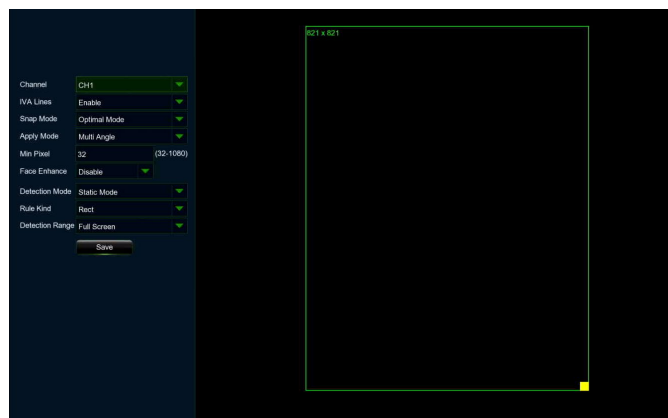 821 x 821
Channel CH1
IVA Lines Enable
Snap Mode Optimal Mode
Apply Mode Multi Angle
Min Pixel 32 (32-1080)
Face Enhance Disable
Detection Mode Static Mode
Rule Kind Rect
Detection Range Full Screen
Save